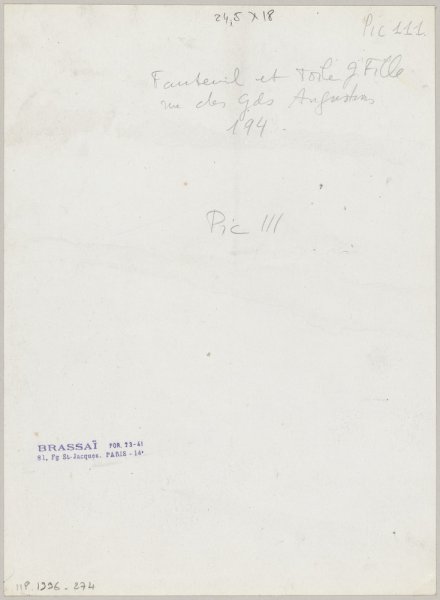 24,5 X 18
Pic 111.
Fauteuil et toile J Fille
rue des gds Augustins
194 .
Pic III
BRASSAÏ POR. 23-41
81, Fg St-Jacques, PARIS - 14e
MP.1996-274